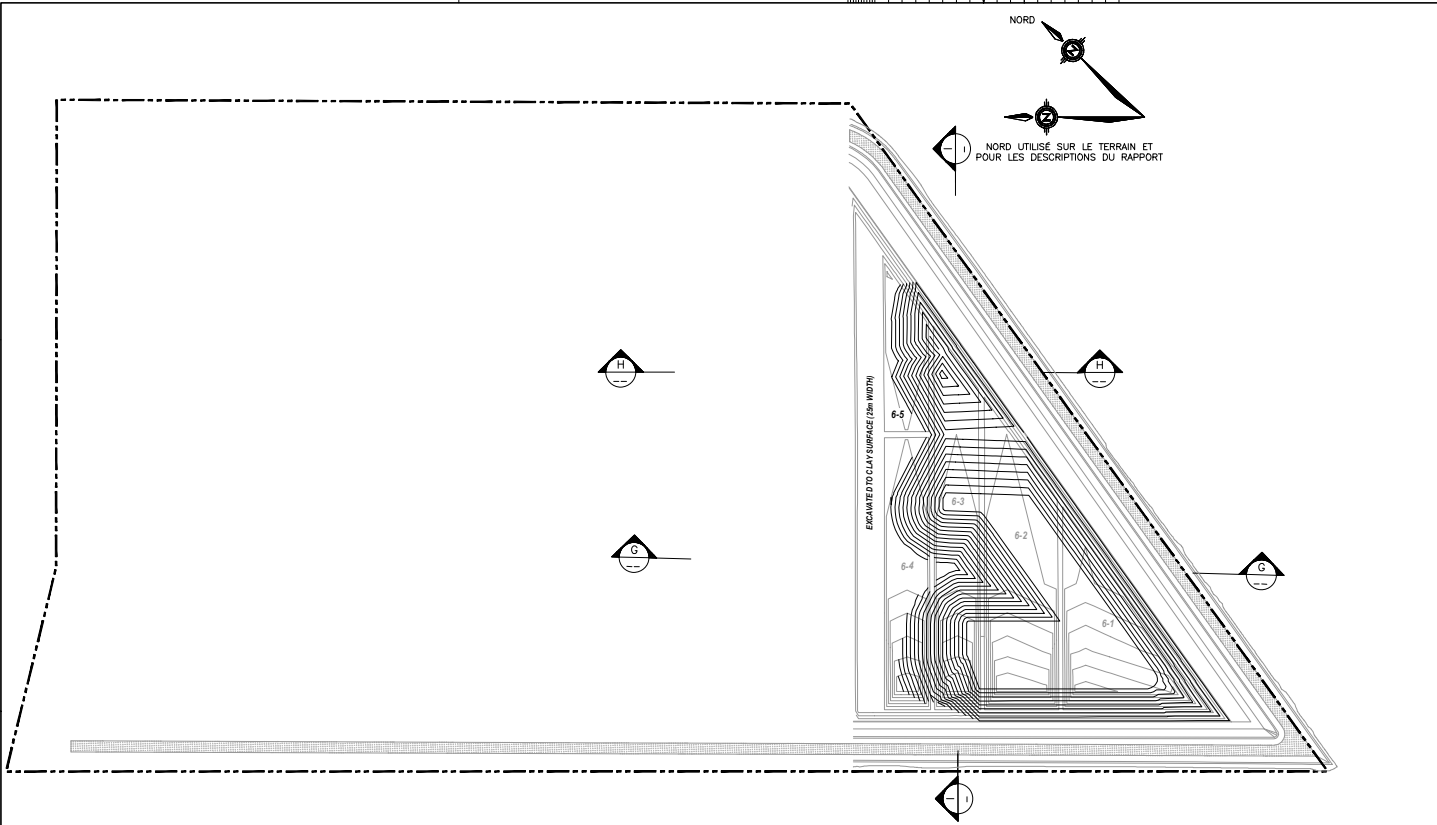 NORD
NORD UTILISÉ SUR LE TERRAIN ET
POUR LES DESCRIPTIONS DU RAPPORT
I
H
H
EXCAVATED TO CLAY SURFACE (25m WIDTH)
6-5
6-3
6-2
G
G
6-4
6-1
I